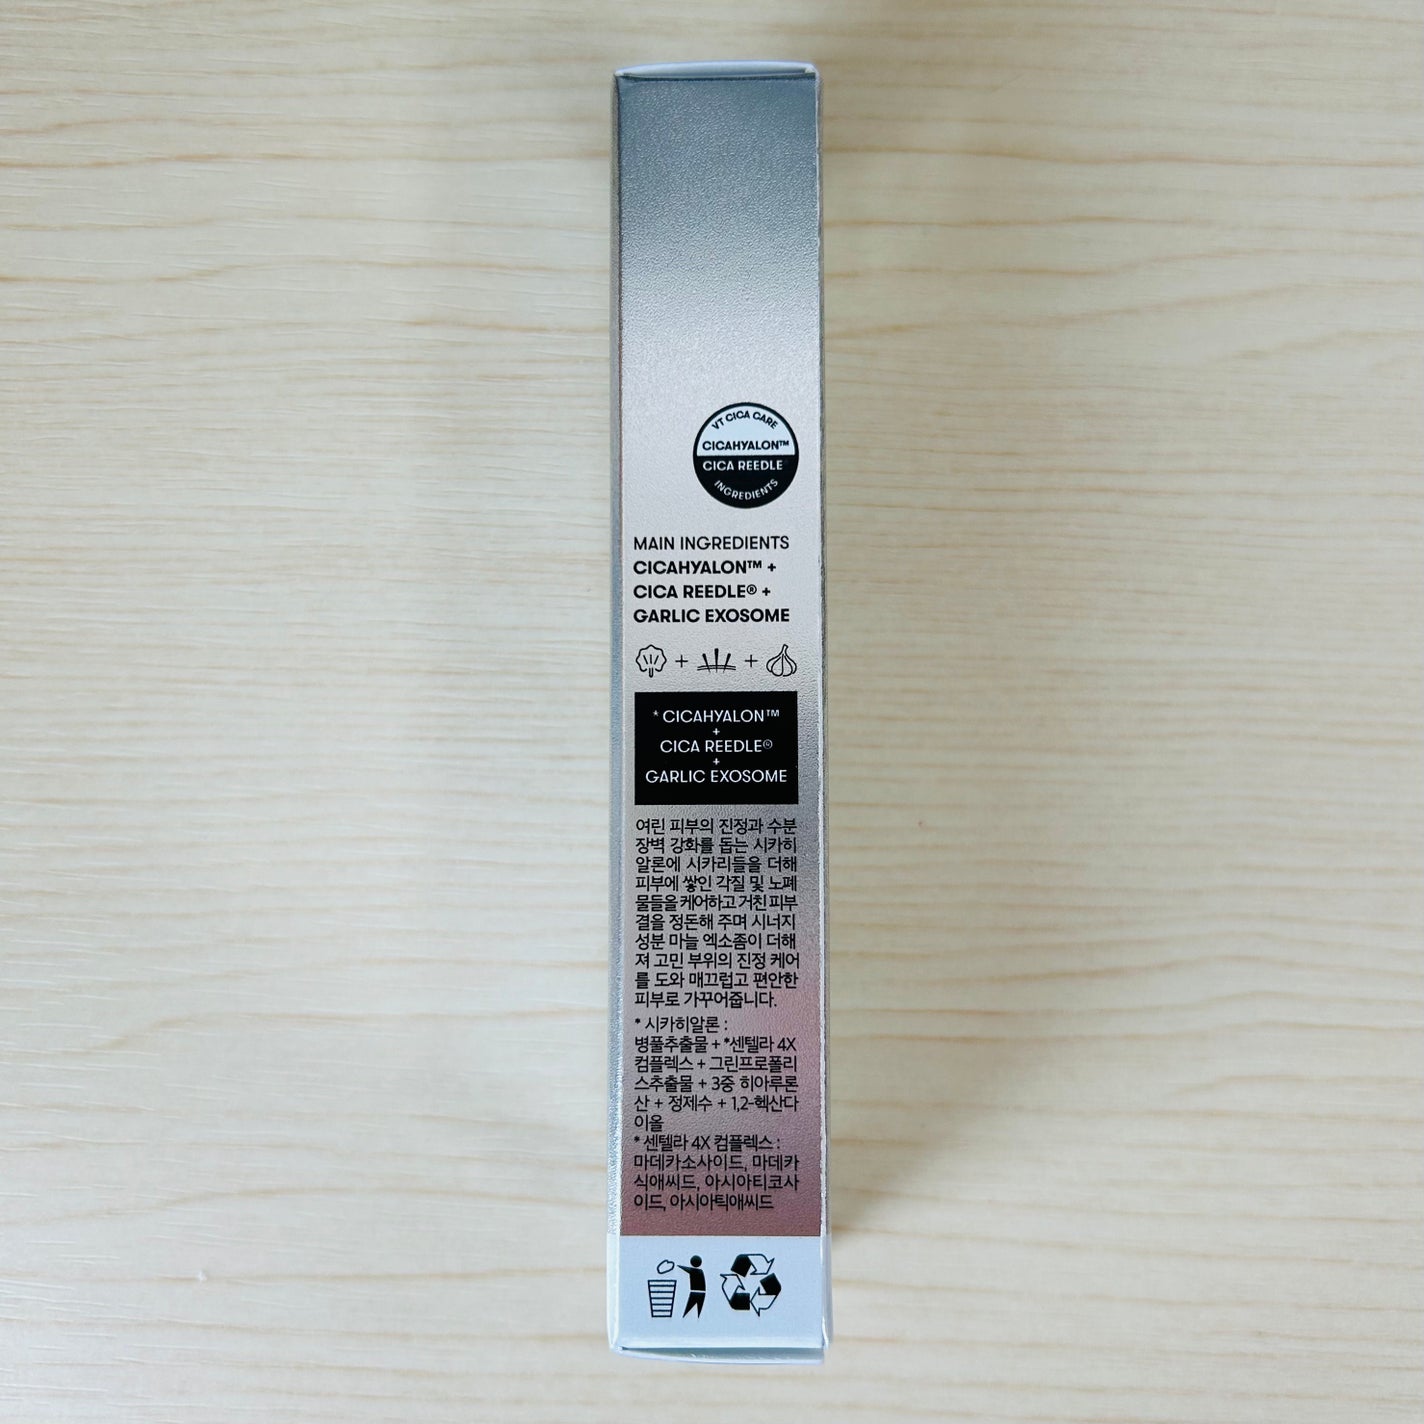 VT CICA CARE
CICAHYALON™
CICA REEDLE
INGREDIENTS
MAIN INGREDIENTS
CICAHYALON™ +
CICA REEDLE® +
GARLIC EXOSOME
+ +
* CICAHYALON™
+
CICA REEDLE®
+
GARLIC EXOSOME
여린 피부의 진정과 수분
장벽 강화를 돕는 시카히
알론에 시카리들을 더해
피부에 쌓인 각질 및 노폐
물들을 케어하고 거친 피부
결을 정돈해 주며 시너지
성분 마늘 엑소좀이 더해
져 고민 부위의 진정 케어
를 도와 매끄럽고 편안한
피부로 가꾸어줍니다.
* 시카히알론 :
병풀추출물 + *센텔라 4X
컴플렉스 + 그린프로폴리
스추출물 + 3중 히아루론
산 + 정제수 + 1,2-헥산다
이올
* 센텔라 4X 컴플렉스 :
마데카소사이드, 마데카
식애씨드, 아시아티코사
이드, 아시아틱애씨드